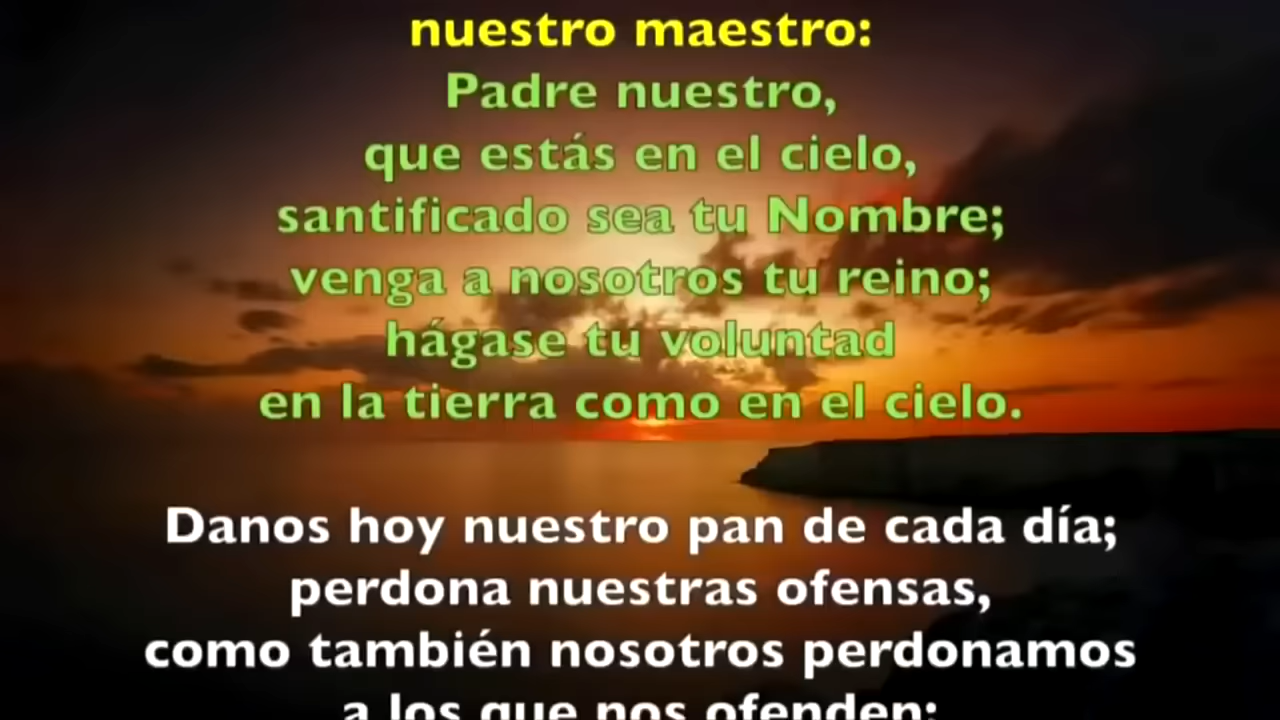 nuestro maestro:
Padre nuestro,
que estás en el cielo,
santificado sea tu Nombre;
venga a nosotros tu reino;
hágase tu voluntad
en la tierra como en el cielo.
Danos hoy nuestro pan de cada día;
perdona nuestras ofensas,
como también nosotros perdonamos
a los que nos ofenden;